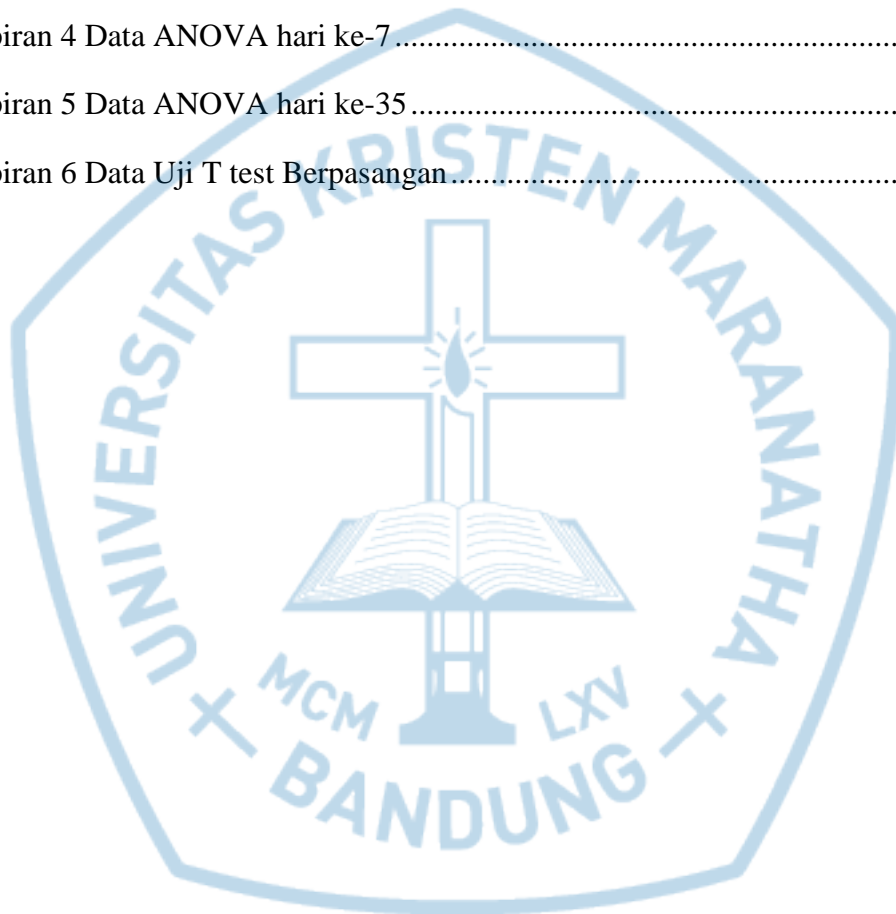 piran 4 Data ANOVA hari ke-7....................................................................
piran 5 Data ANOVA hari ke-35..................................................................
piran 6 Data Uji T test Berpasangan.............................................................
UNIVERSITAS KRISTEN MARANATHA
MCM LXV
BANDUNG